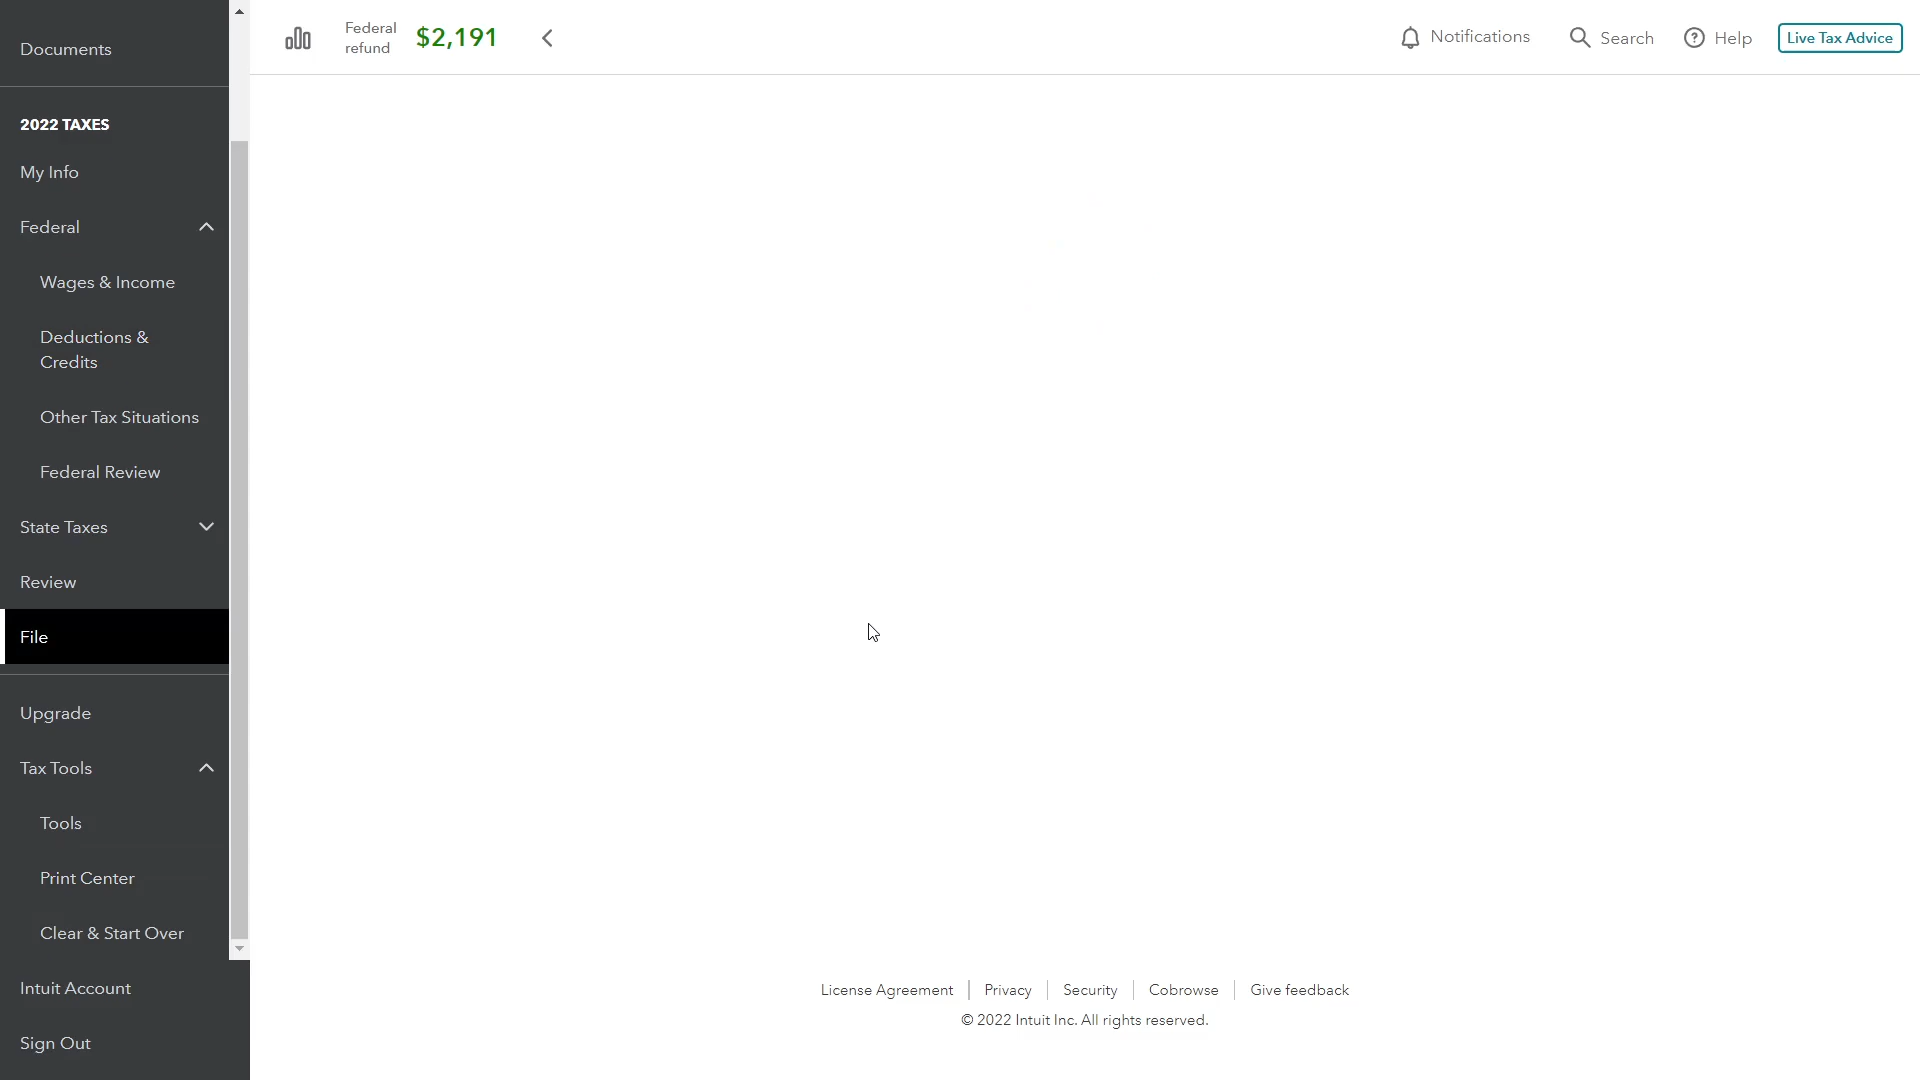 Documents
2022 TAXES
My Info
Federal
Wages & Income
Deductions &
Credits
Other Tax Situations
Federal Review
State Taxes
Review
File
Upgrade
Tax Tools
Tools
Print Center
Clear & Start Over
Intuit Account
Sign Out
Federal
refund
$2,191
Notifications
Search
Help
Live Tax Advice
License Agreement
Privacy
Security
Cobrowse
Give feedback
© 2022 Intuit Inc. All rights reserved.